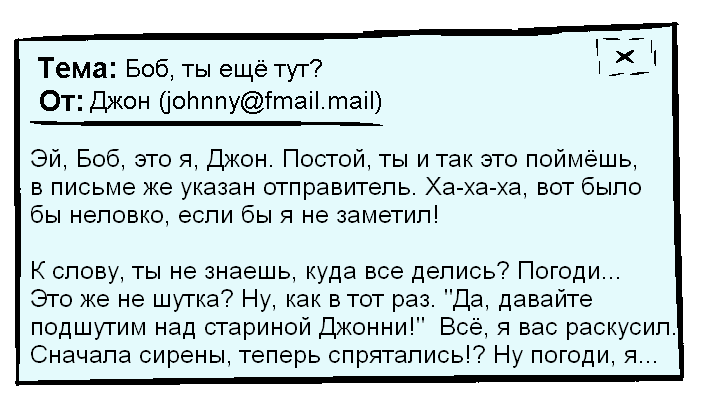 Тема: Боб, ты ещё тут?
От: Джон (johnny@fmail.mail)
Эй, Боб, это я, Джон. Постой, ты и так это поймёшь,
в письме же указан отправитель. Ха-ха-ха, вот было
бы неловко, если бы я не заметил!
К слову, ты не знаешь, куда все делись? Погоди...
Это же не шутка? Ну, как в тот раз. "Да, давайте
подшутим над стариной Джонни!" Всё, я вас раскусил.
Сначала сирены, теперь спрятались!? Ну погоди, я...